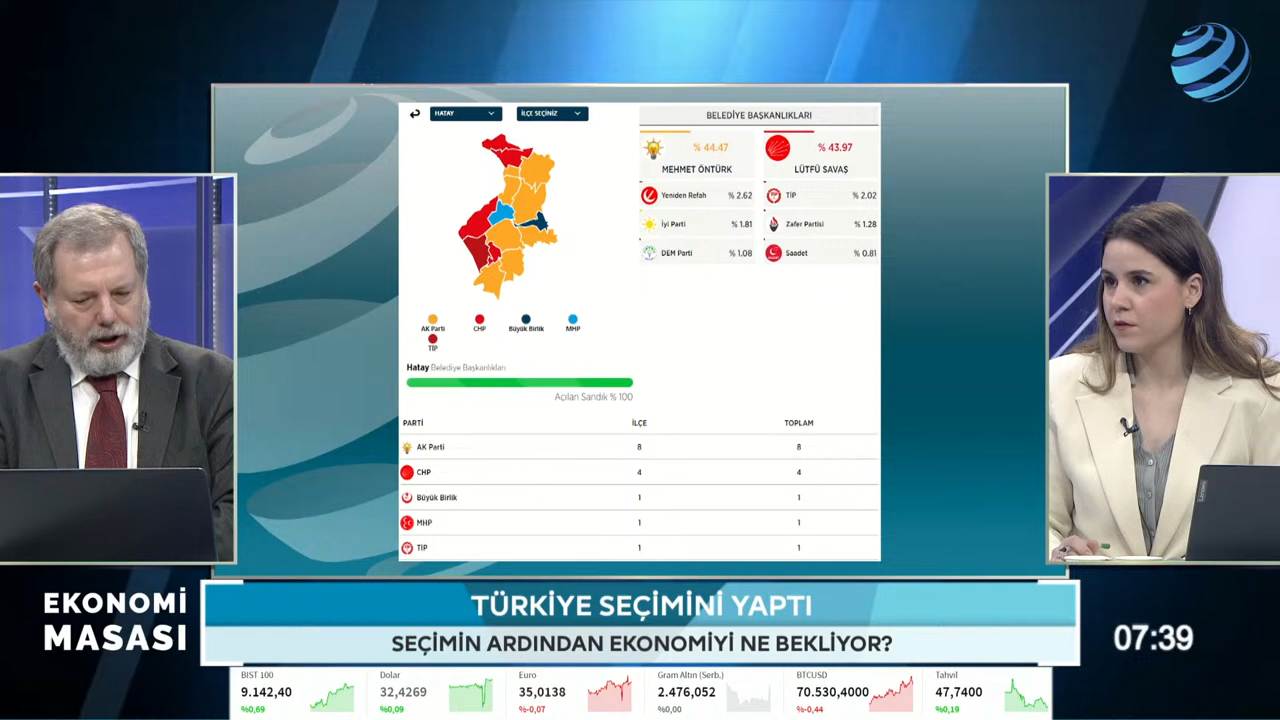 HATAY
İLÇE SEÇİNİZ
BELEDİYE BAŞKANLIKLARI
% 44.47
MEHMET ÖNTÜRK
% 43.97
LÜTFÜ SAVAŞ
Yeniden Refah % 2.62
TİP % 2.02
İyi Parti % 1.81
Zafer Partisi % 1.28
DEM Parti % 1.08
Saadet % 0.81
AK Parti
CHP
Büyük Birlik
MHP
TİP
Hatay Belediye Başkanlıkları
Açılan Sandık % 100
PARTİ İLÇE TOPLAM
AK Parti 8 8
CHP 4 4
Büyük Birlik 1 1
MHP 1 1
TİP 1 1
Lenovo
EKONOMİ
MASASI
TÜRKİYE SEÇİMİNİ YAPTI
SEÇİMİN ARDINDAN EKONOMİYİ NE BEKLİYOR?
07:39
BIST 100
9.142,40
%0,69
Dolar
32,4269
%0,09
Euro
35,0138
%-0,07
Gram Altın (Serb.)
2.476,052
%0,00
BTCUSD
70.530,4000
%-0,44
Tahvil
47,7400
%0,19